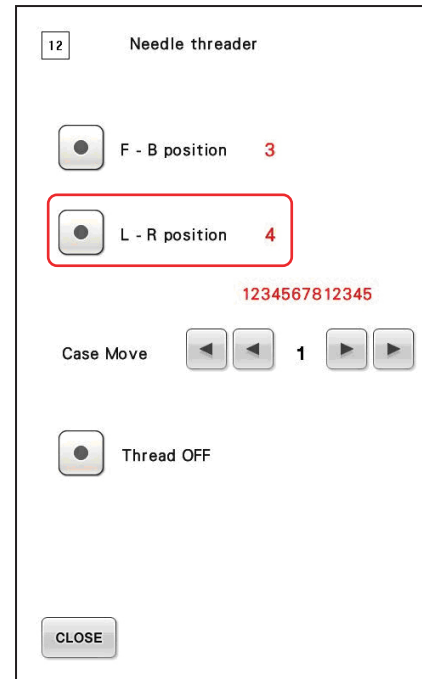 12 Needle threader
F - B position 3
L - R position 4
1234567812345
Case Move 1
Thread OFF
CLOSE